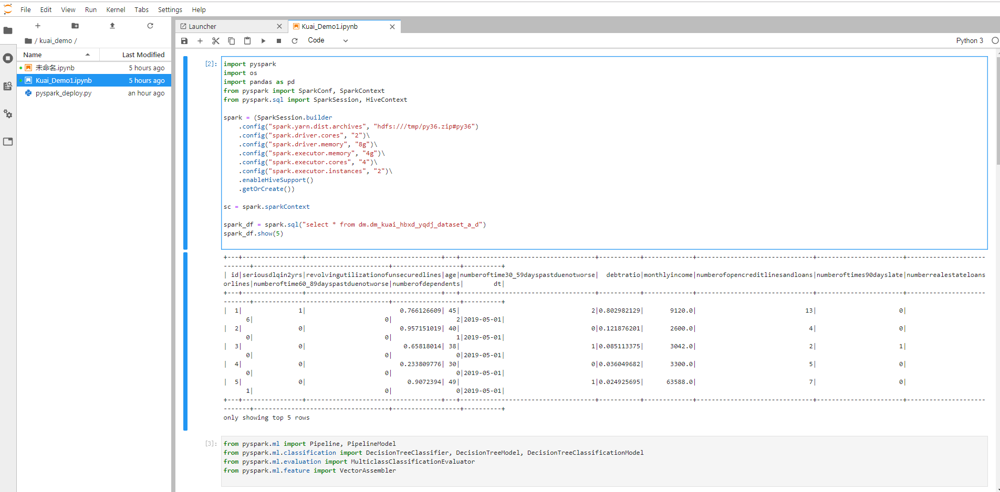 File Edit View Run Kernel Tabs Settings Help
/ kuai_demo /
Name Last Modified
未命名.ipynb 5 hours ago
Kuai_Demo1.ipynb 5 hours ago
pyspark_deploy.py an hour ago
Launcher Kuai_Demo1.ipynb
Code Python 3
[2]:
import pyspark
import os
import pandas as pd
from pyspark import SparkConf, SparkContext
from pyspark.sql import SparkSession, HiveContext
spark = (SparkSession.builder
    .config("spark.yarn.dist.archives", "hdfs:///tmp/py36.zip#py36")
    .config("spark.driver.cores", "2")\
    .config("spark.driver.memory", "8g")\
    .config("spark.executor.memory", "4g")\
    .config("spark.executor.cores", "4")\
    .config("spark.executor.instances", "2")\
    .enableHiveSupport()
    .getOrCreate())
sc = spark.sparkContext
spark_df = spark.sql("select * from dm.dm_kuai_hbxd_yqdj_dataset_a_d")
spark_df.show(5)
+---+----------------+------------------------------------+---+------------------------------------+-----------+-------------+-------------------------------+-----------------------+---------------------
-------+------------------------------------+------------------+----------+
| id|seriousdlqin2yrs|revolvingutilizationofunsecuredlines|age|numberoftime30_59dayspastduenotworse|  debtratio|monthlyincome|numberofopencreditlinesandloans|numberoftimes90dayslate|numberrealestateloans
orlines|numberoftime60_89dayspastduenotworse|numberofdependents|        dt|
+---+----------------+------------------------------------+---+------------------------------------+-----------+-------------+-------------------------------+-----------------------+---------------------
-------+------------------------------------+------------------+----------+
|  1|               1|                         0.766126609| 45|                                   2|0.802982129|       9120.0|                             13|                      0|
      6|                                   0|                 2|2019-05-01|
|  2|               0|                         0.957151019| 40|                                   0|0.121876201|       2600.0|                              4|                      0|
      0|                                   0|                 1|2019-05-01|
|  3|               0|                          0.65818014| 38|                                   1|0.085113375|       3042.0|                              2|                      1|
      0|                                   0|                 0|2019-05-01|
|  4|               0|                         0.233809776| 30|                                   0|0.036049682|       3300.0|                              5|                      0|
      0|                                   0|                 0|2019-05-01|
|  5|               0|                           0.9072394| 49|                                   1|0.024925695|      63588.0|                              7|                      0|
      1|                                   0|                 0|2019-05-01|
+---+----------------+------------------------------------+---+------------------------------------+-----------+-------------+-------------------------------+-----------------------+---------------------
-------+------------------------------------+------------------+----------+
only showing top 5 rows
[3]:
from pyspark.ml import Pipeline, PipelineModel
from pyspark.ml.classification import DecisionTreeClassifier, DecisionTreeModel, DecisionTreeClassificationModel
from pyspark.ml.evaluation import MulticlassClassificationEvaluator
from pyspark.ml.feature import VectorAssembler